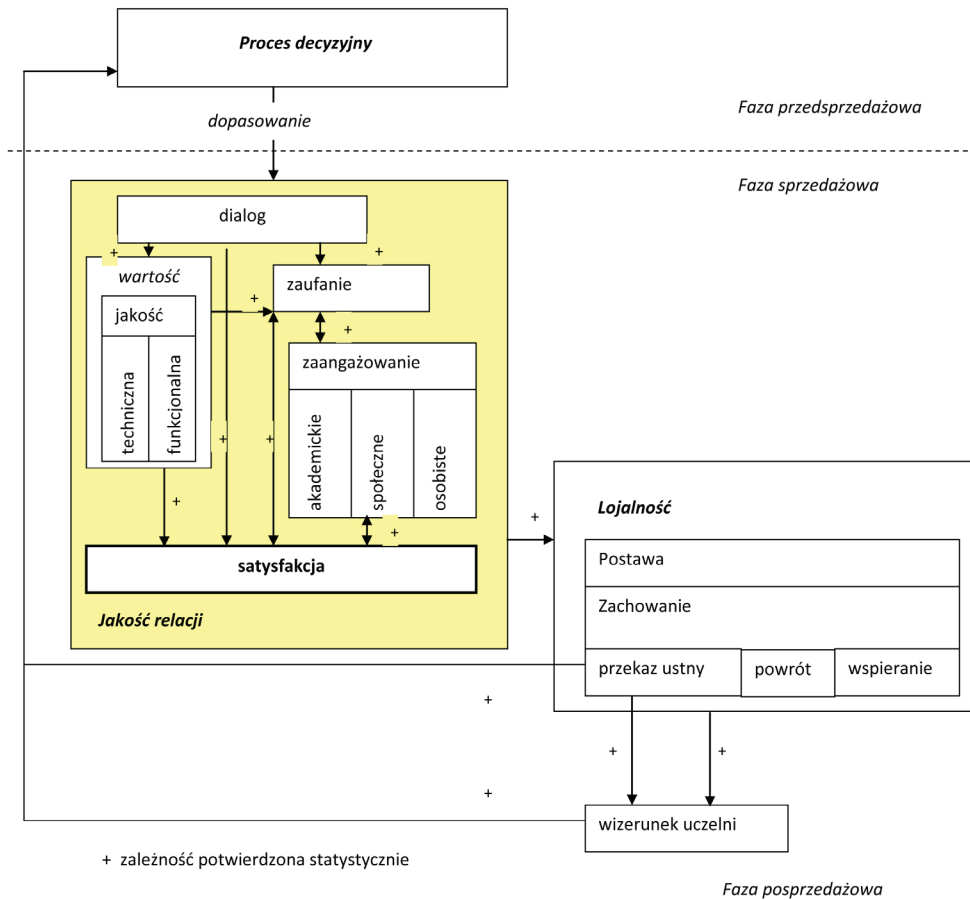 Proces decyzyjny
dopasowanie
Faza przedsprzedażowa
Faza sprzedażowa
dialog
+
+
wartość
zaufanie
+
jakość
techniczna
funkcjonalna
+
zaangażowanie
akademickie
społeczne
osobiste
+
+
+
+
satysfakcja
Jakość relacji
+
Lojalność
Postawa
Zachowanie
przekaz ustny
powrót
wspieranie
+
+
+
+
wizerunek uczelni
+ zależność potwierdzona statystycznie
Faza posprzedażowa